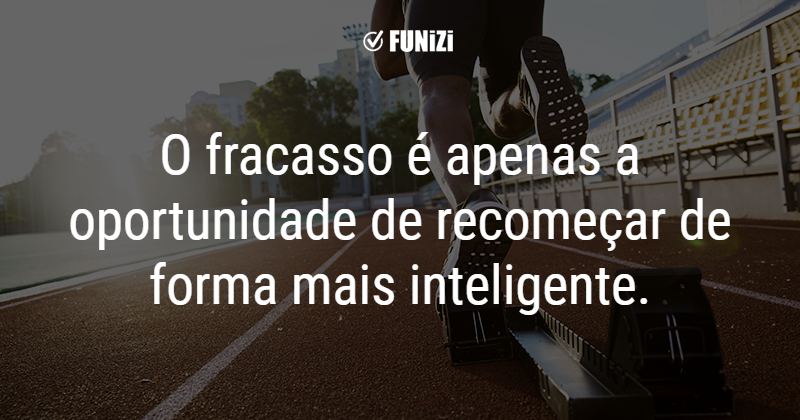 FUNiZi
O fracasso é apenas a
oportunidade de recomeçar de
forma mais inteligente.